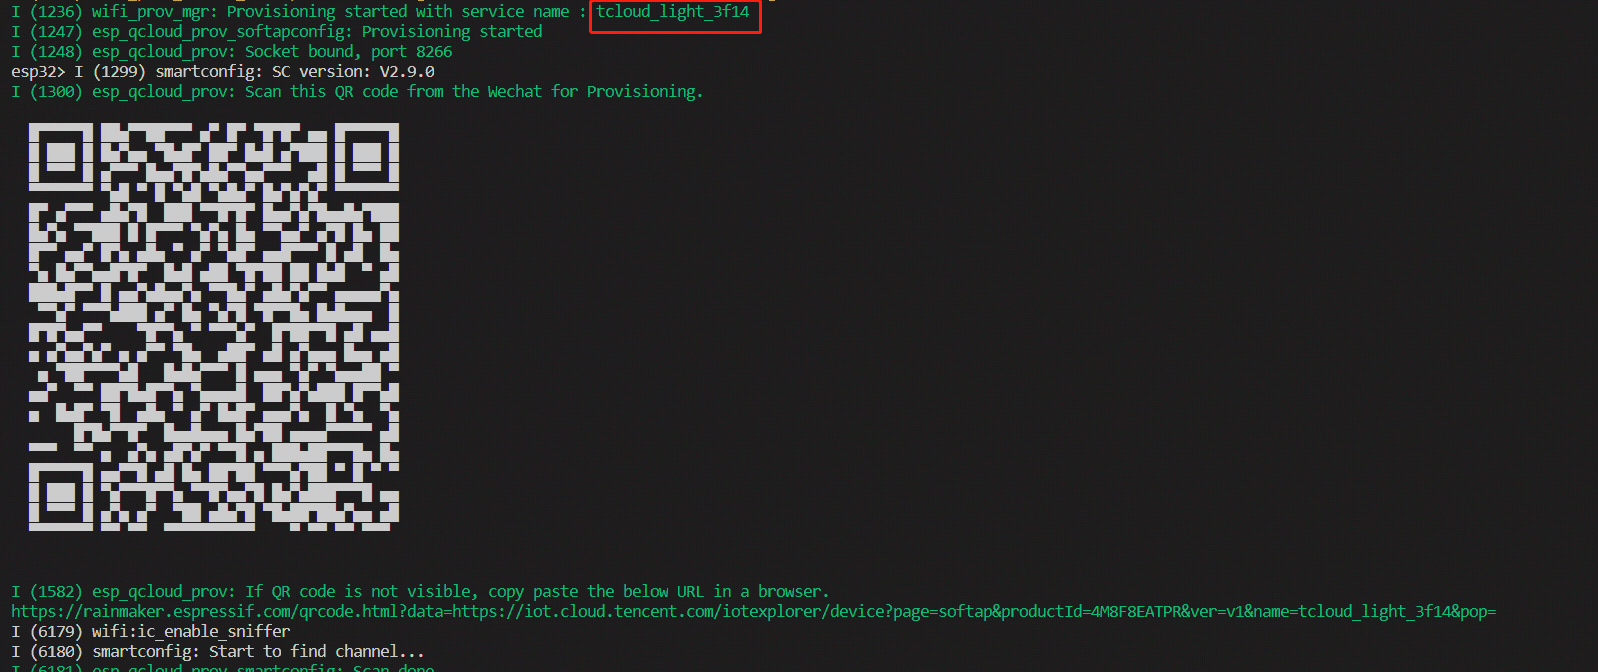 I (1236) wifi_prov_mgr: Provisioning started with service name : tcloud_light_3f14
I (1247) esp_qcloud_prov_softapconfig: Provisioning started
I (1248) esp_qcloud_prov: Socket bound, port 8266
esp32> I (1299) smartconfig: SC version: V2.9.0
I (1300) esp_qcloud_prov: Scan this QR code from the Wechat for Provisioning.
I (1582) esp_qcloud_prov: If QR code is not visible, copy paste the below URL in a browser.
https://rainmaker.espressif.com/qrcode.html?data=https://iot.cloud.tencent.com/iotexplorer/device?page=softap&productId=4M8F8EATPR&ver=v1&name=tcloud_light_3f14&pop=
I (6179) wifi:ic_enable_sniffer
I (6180) smartconfig: Start to find channel...
I (6181) esp_qcloud_prov_smartconfig: Scan done